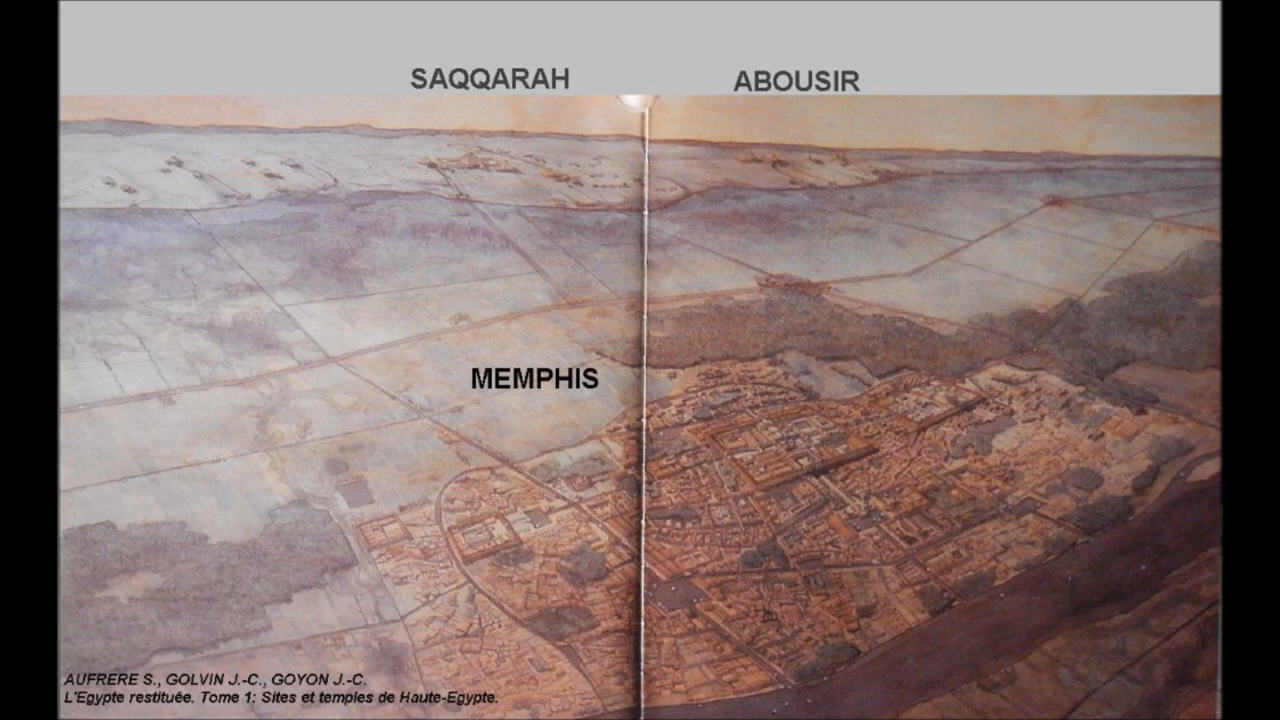 SAQQARAH
ABOUSIR
MEMPHIS
AUFRERE S., GOLVIN J.-C., GOYON J.-C.
L'Egypte restituée. Tome 1: Sites et temples de Haute-Egypte.